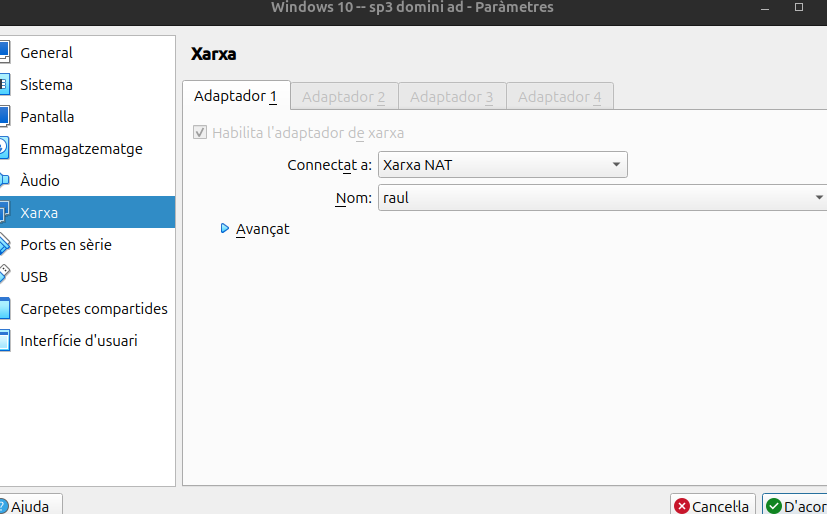 Windows 10 -- sp3 domini ad - Paràmetres
General
Sistema
Pantalla
Emmagatzematge
Àudio
Xarxa
Ports en sèrie
USB
Carpetes compartides
Interfície d'usuari
Xarxa
Adaptador 1 Adaptador 2 Adaptador 3 Adaptador 4
Habilita l'adaptador de xarxa
Connectat a: Xarxa NAT
Nom: raul
Avançat
Ajuda Cancel·la D'acor